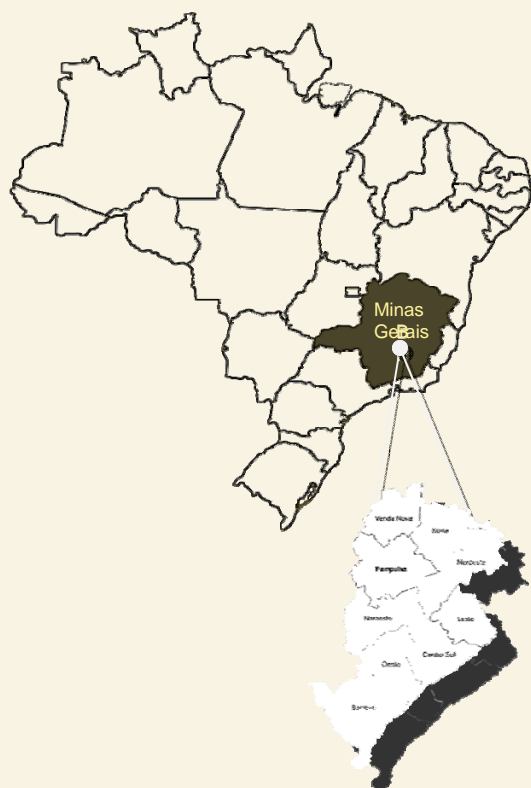 Minas
Gerais
B
Venda Nova
Norte
Pampulha
Nordeste
Noroeste
Leste
Centro Sul
Oeste
Barreiro